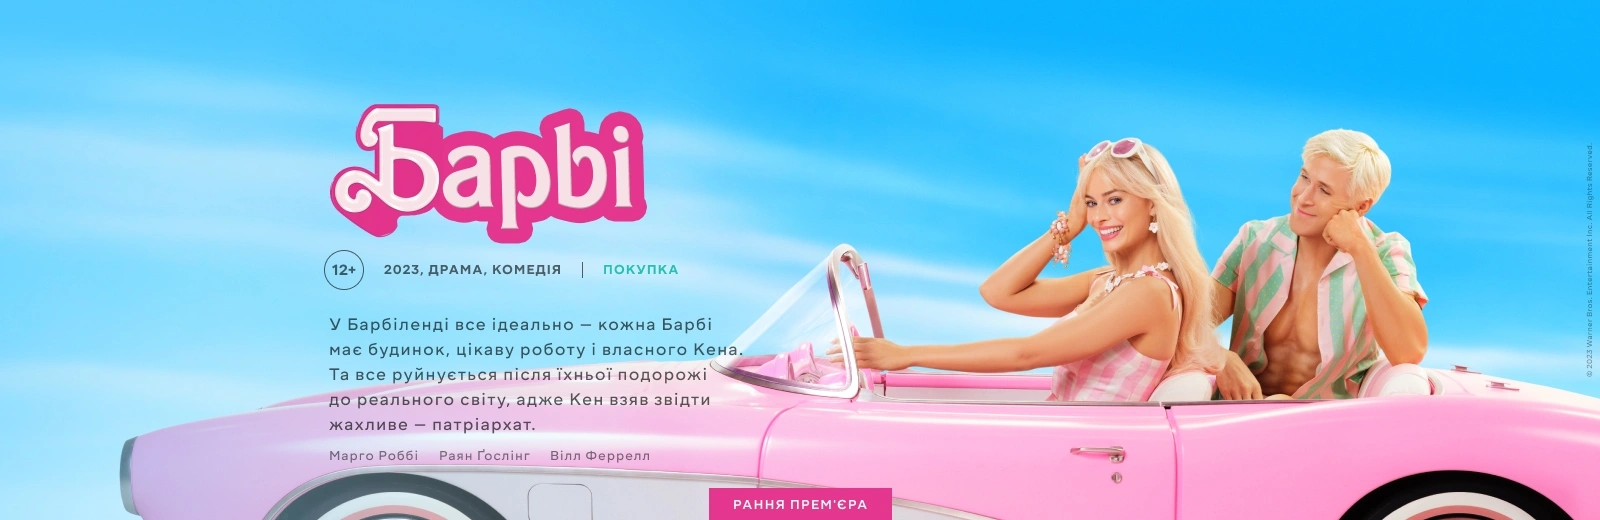 Барбі
12+ 2023, ДРАМА, КОМЕДІЯ | ПОКУПКА
У Барбіленді все ідеально — кожна Барбі
має будинок, цікаву роботу і власного Кена.
Та все руйнується після їхньої подорожі
до реального світу, адже Кен взяв звідти
жахливе — патріархат.
Марго Роббі Раян Ґослінг Вілл Феррелл
РАННЯ ПРЕМ'ЄРА
© 2023 Warner Bros. Entertainment Inc. All Rights Reserved.